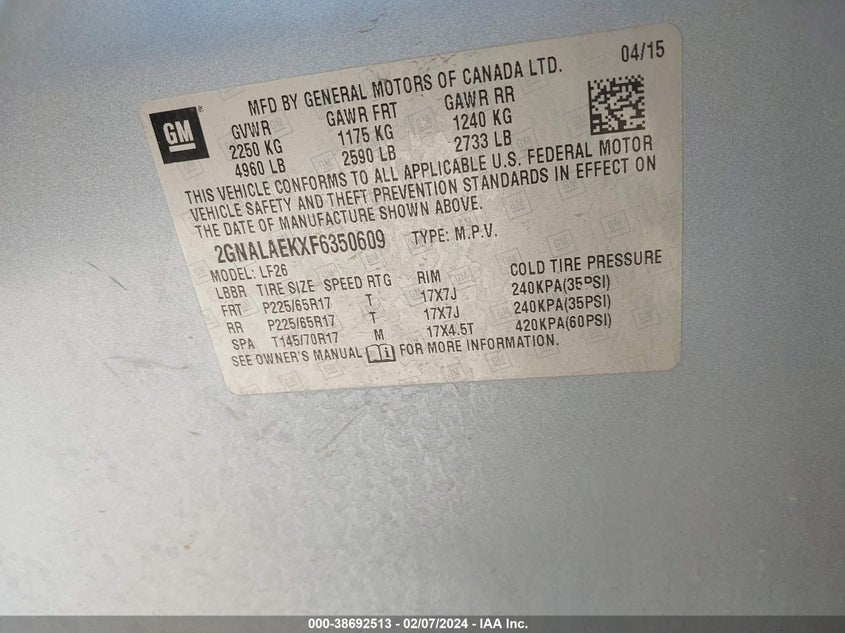 04/15
MFD BY GENERAL MOTORS OF CANADA LTD.
GM ®
GVWR GAWR FRT GAWR RR
2250 KG 1175 KG 1240 KG
4960 LB 2590 LB 2733 LB
THIS VEHICLE CONFORMS TO ALL APPLICABLE U.S. FEDERAL MOTOR
VEHICLE SAFETY AND THEFT PREVENTION STANDARDS IN EFFECT ON
THE DATE OF MANUFACTURE SHOWN ABOVE.
2GNALAEKXF6350609 TYPE: M.P.V.
MODEL: LF26
LBBR TIRE SIZE SPEED RTG RIM COLD TIRE PRESSURE
FRT P225/65R17 T 17X7J 240KPA(35PSI)
RR P225/65R17 T 17X7J 240KPA(35PSI)
SPA T145/70R17 M 17X4.5T 420KPA(60PSI)
SEE OWNER'S MANUAL FOR MORE INFORMATION.
000-38692513 - 02/07/2024 - IAA Inc.